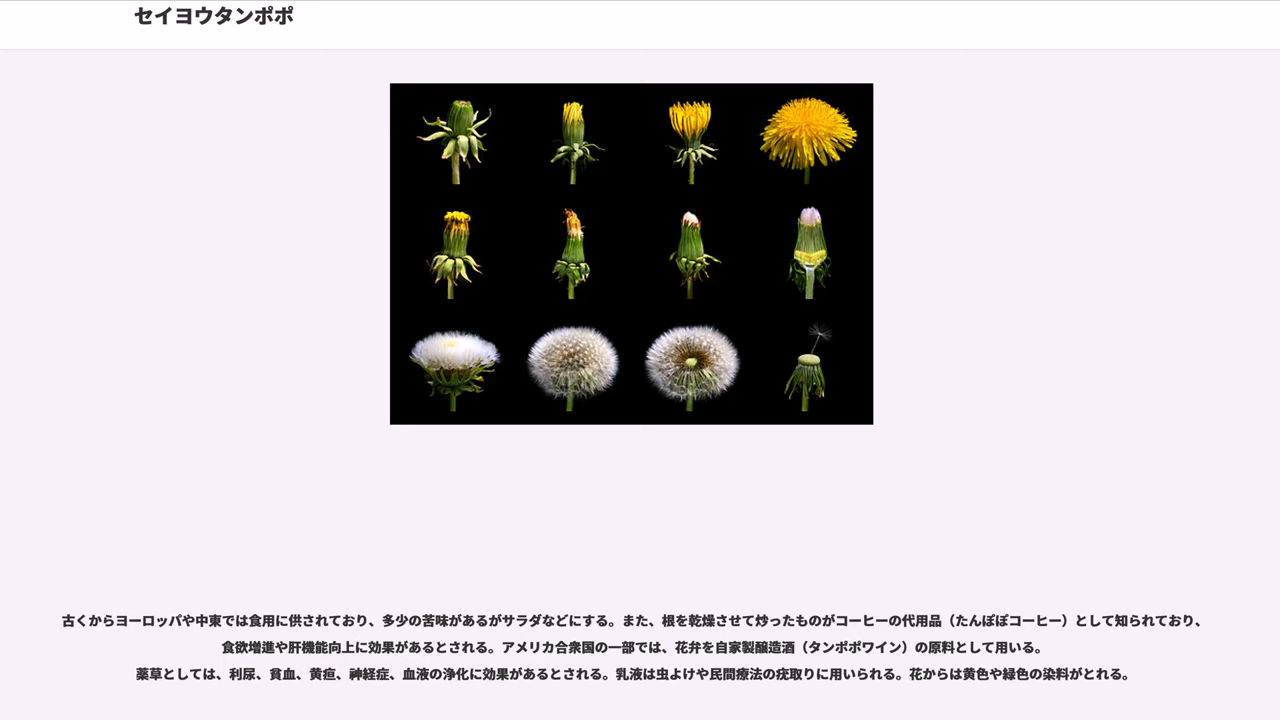 セイヨウタンポポ
古くからヨーロッパや中東では食用に供されており、多少の苦味があるがサラダなどにする。また、根を乾燥させて炒ったものがコーヒーの代用品（たんぽぽコーヒー）として知られており、
食欲増進や肝機能向上に効果があるとされる。アメリカ合衆国の一部では、花弁を自家製醸造酒（タンポポワイン）の原料として用いる。
薬草としては、利尿、貧血、黄疸、神経症、血液の浄化に効果があるとされる。乳液は虫よけや民間療法の疣取りに用いられる。花からは黄色や緑色の染料がとれる。